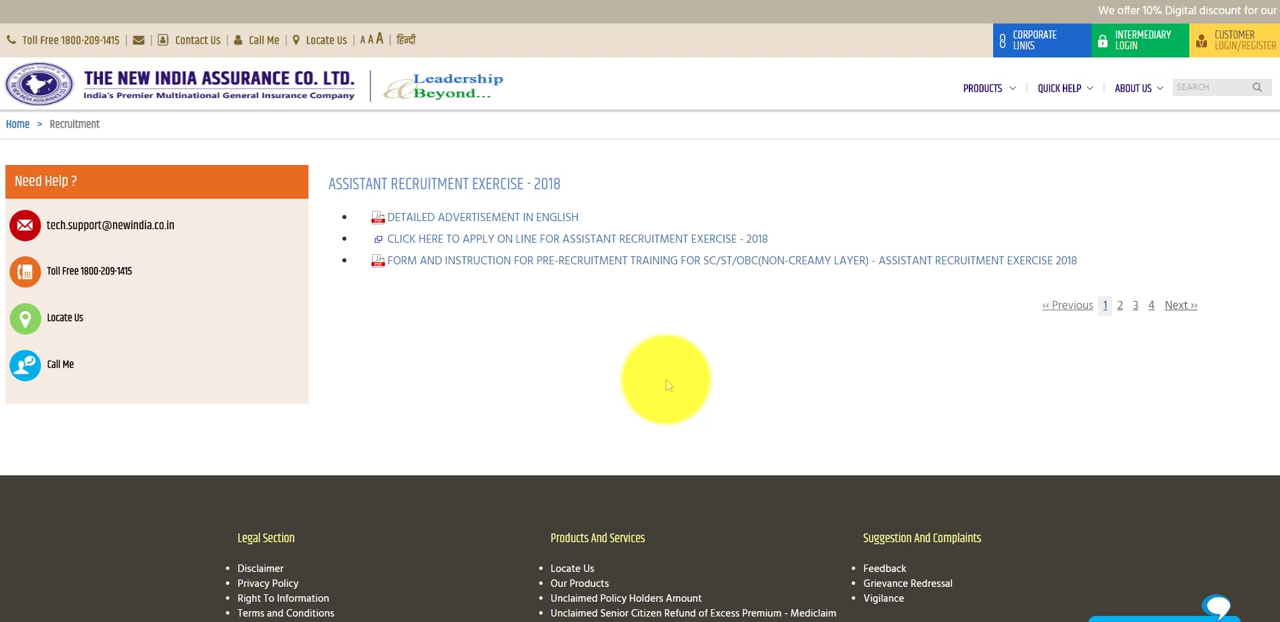 We offer 10% Digital discount for our
Toll Free 1800-209-1415 | | Contact Us | Call Me | Locate Us | A A A | हिन्दी
CORPORATE LINKS
INTERMEDIARY LOGIN
CUSTOMER LOGIN/REGISTER
THE NEW INDIA ASSURANCE CO. LTD.
India's Premier Multinational General Insurance Company
Leadership
& Beyond...
PRODUCTS | QUICK HELP | ABOUT US
SEARCH
Home > Recruitment
Need Help ?
tech.support@newindia.co.in
Toll Free 1800-209-1415
Locate Us
Call Me
ASSISTANT RECRUITMENT EXERCISE - 2018
• DETAILED ADVERTISEMENT IN ENGLISH
• CLICK HERE TO APPLY ON LINE FOR ASSISTANT RECRUITMENT EXERCISE - 2018
• FORM AND INSTRUCTION FOR PRE-RECRUITMENT TRAINING FOR SC/ST/OBC(NON-CREAMY LAYER) - ASSISTANT RECRUITMENT EXERCISE 2018
‹‹ Previous 1 2 3 4 Next ››
Legal Section
• Disclaimer
• Privacy Policy
• Right To Information
• Terms and Conditions
Products And Services
• Locate Us
• Our Products
• Unclaimed Policy Holders Amount
• Unclaimed Senior Citizen Refund of Excess Premium - Mediclaim
Suggestion And Complaints
• Feedback
• Grievance Redressal
• Vigilance